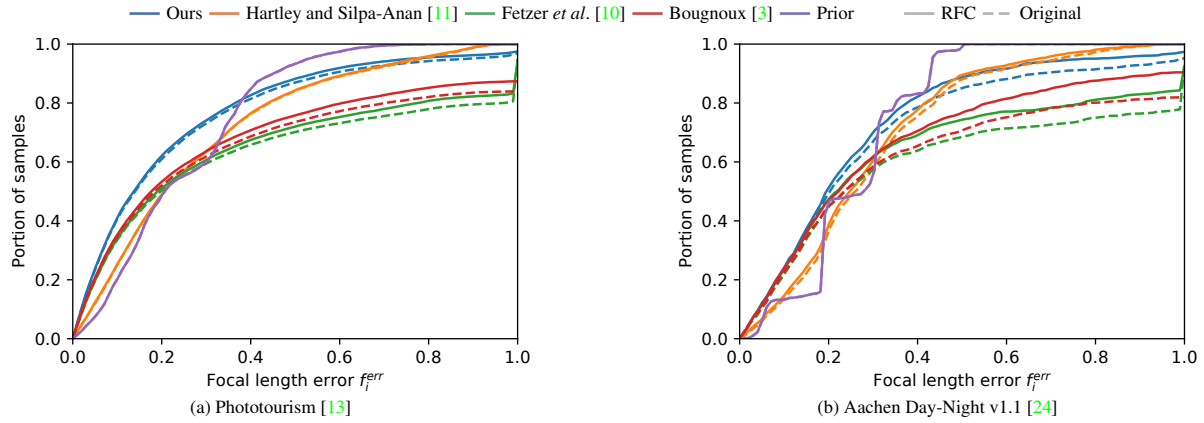 Ours Hartley and Silpa-Anan [11] Fetzer et al. [10] Bougnoux [3] Prior RFC Original
Portion of samples
1.0
0.8
0.6
0.4
0.2
0.0
0.0 0.2 0.4 0.6 0.8 1.0
Focal length error f_i^{err}
(a) Phototourism [13]
Portion of samples
1.0
0.8
0.6
0.4
0.2
0.0
0.0 0.2 0.4 0.6 0.8 1.0
Focal length error f_i^{err}
(b) Aachen Day-Night v1.1 [24]